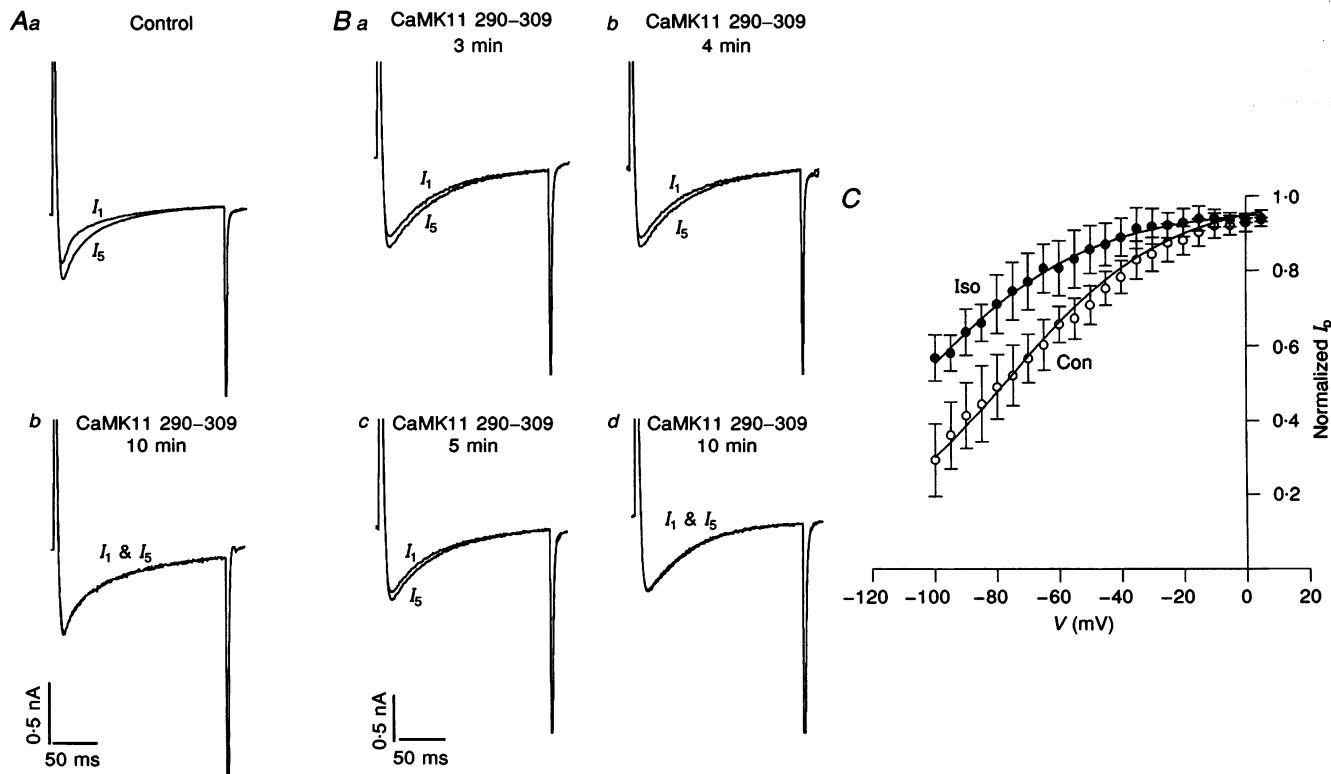 Aa
Control
I1
I5
b
CaMK11 290–309
10 min
I1 & I5
0·5 nA
50 ms
B a
CaMK11 290–309
3 min
I1
I5
b
CaMK11 290–309
4 min
I1
I5
c
CaMK11 290–309
5 min
I1
I5
d
CaMK11 290–309
10 min
I1 & I5
0·5 nA
50 ms
C
1·0
0·8
0·6
0·4
0·2
Normalized Ip
Iso
Con
−120 −100 −80 −60 −40 −20 0 20
V (mV)